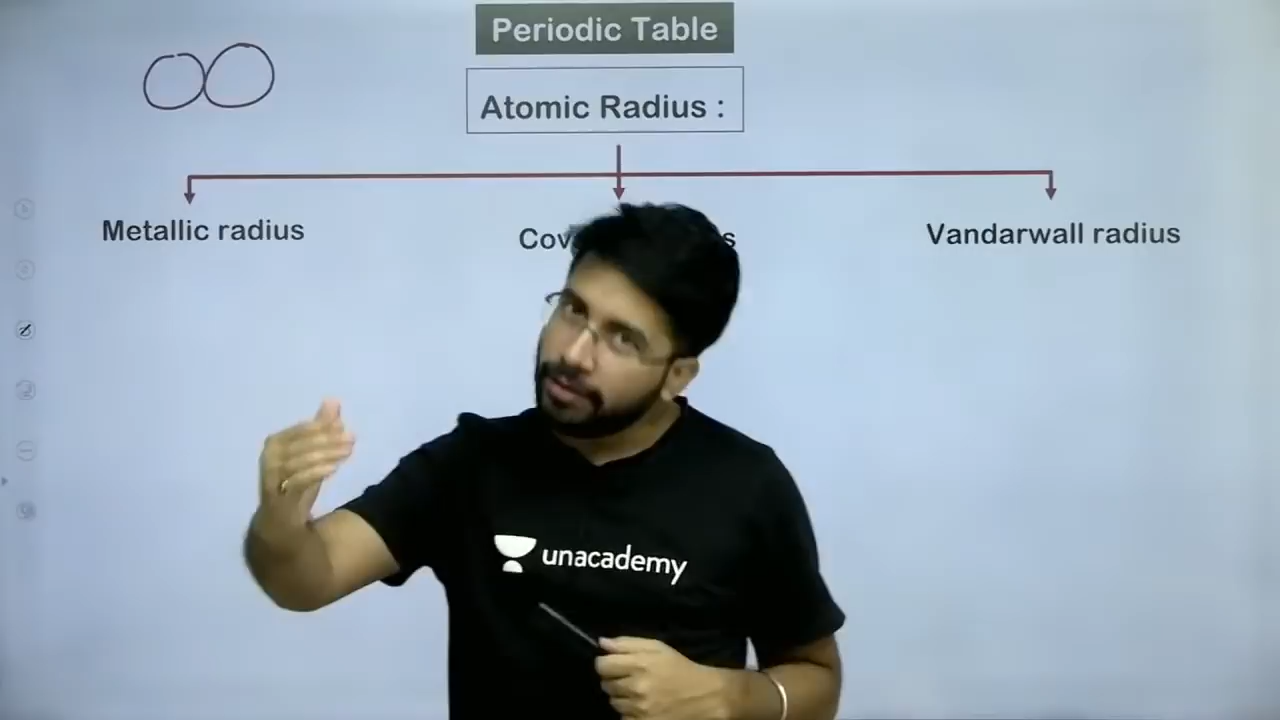 Periodic Table
Atomic Radius :
Metallic radius
Vandarwall radius
unacademy